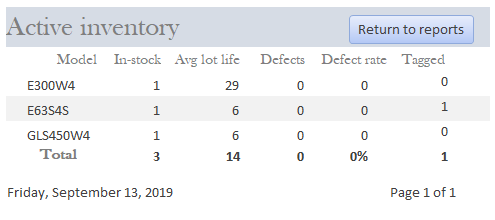 Active inventory Return to reports
Model In-stock Avg lot life Defects Defect rate Tagged
E300W4 1 29 0 0 0
E63S4S 1 6 0 0 1
GLS450W4 1 6 0 0 0
Total 3 14 0 0% 1
Friday, September 13, 2019 Page 1 of 1